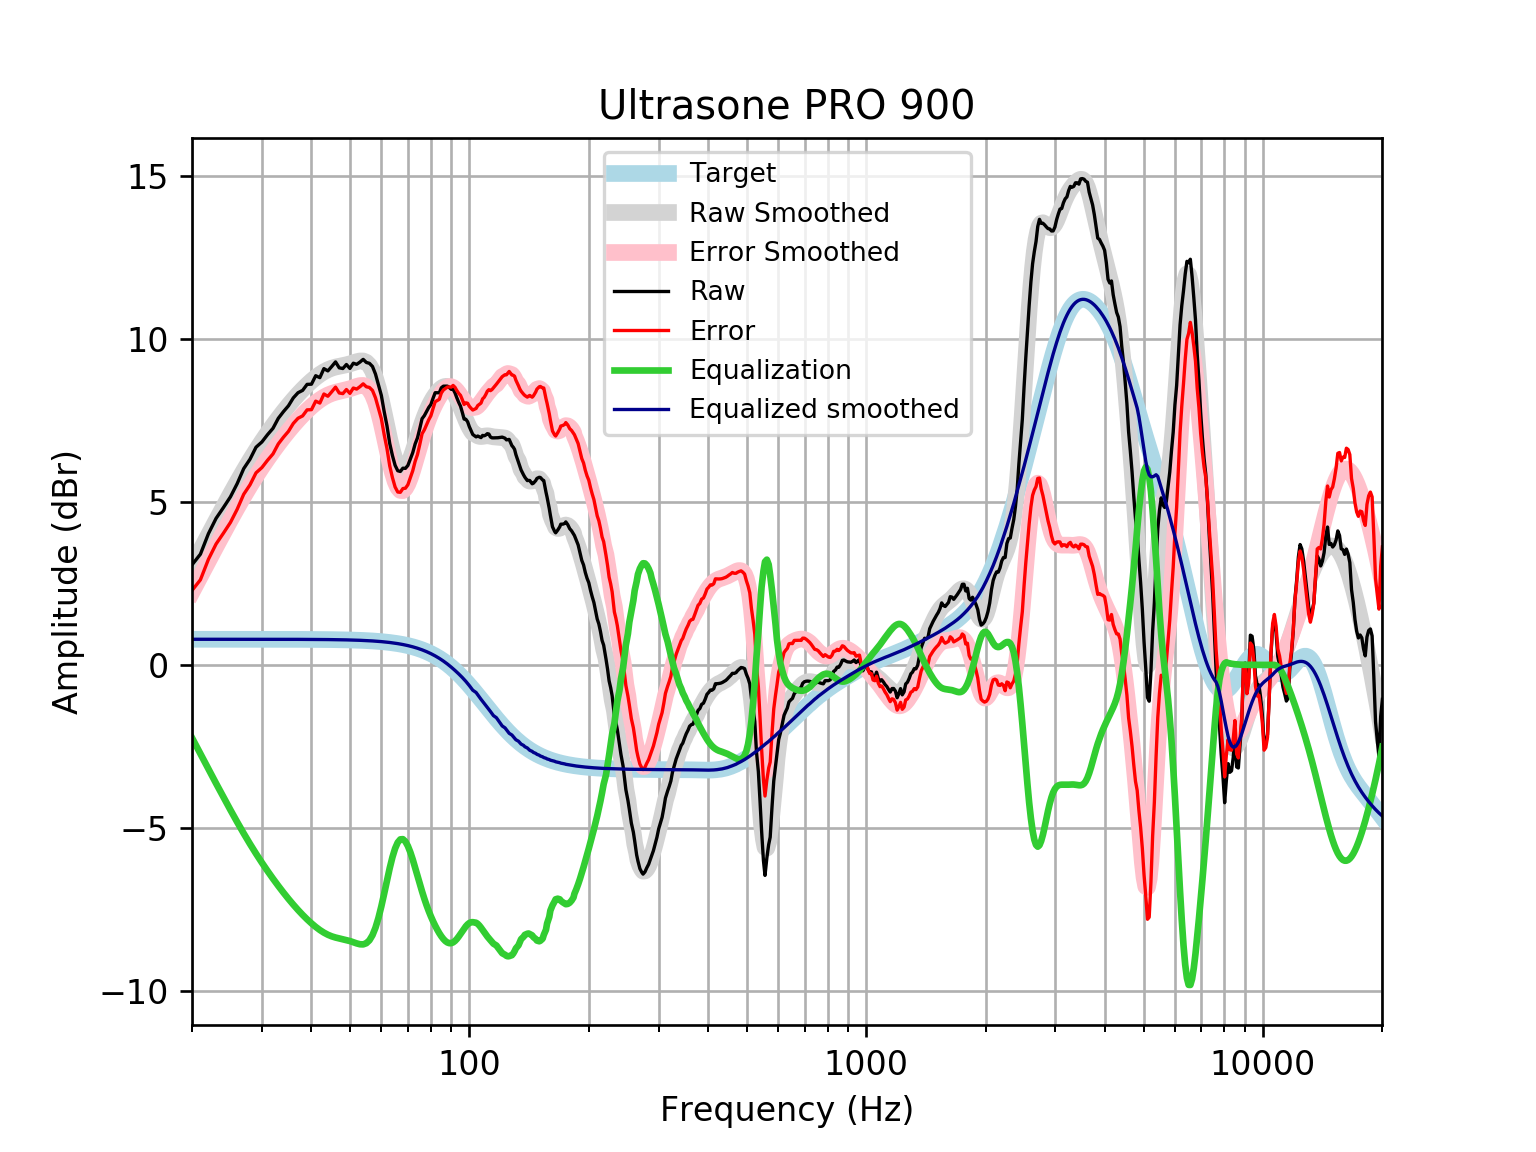 Ultrasone PRO 900
Target
Raw Smoothed
Error Smoothed
Raw
Error
Equalization
Equalized smoothed
15
10
5
0
−5
−10
Amplitude (dBr)
100 1000 10000
Frequency (Hz)